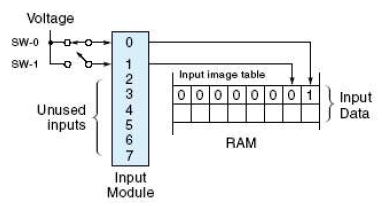 Voltage
SW-0
SW-1
0
1
2
3
4
5
6
7
Unused
inputs
Input
Module
Input image table
0 0 0 0 0 0 0 1
RAM
Input
Data